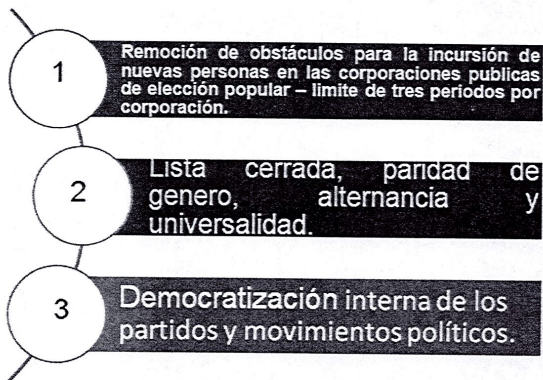 1
Remoción de obstáculos para la incursión de
nuevas personas en las corporaciones publicas
de elección popular – limite de tres periodos por
corporación.
2
Lista cerrada, paridad de
genero, alternancia y
universalidad.
3
Democratización interna de los
partidos y movimientos políticos.